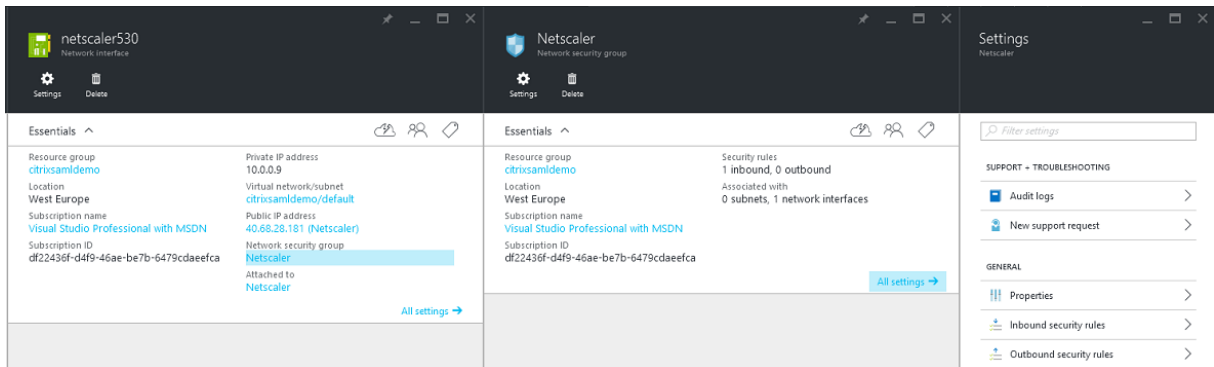 netscaler530
Network interface
Settings
Delete
Essentials
Resource group
citrixsamldemo
Location
West Europe
Subscription name
Visual Studio Professional with MSDN
Subscription ID
df22436f-d4f9-46ae-be7b-6479cdaeefca
Private IP address
10.0.0.9
Virtual network/subnet
citrixsamldemo/default
Public IP address
40.68.28.181 (Netscaler)
Network security group
Netscaler
Attached to
Netscaler
All settings →
Netscaler
Network security group
Settings
Delete
Essentials
Resource group
citrixsamldemo
Location
West Europe
Subscription name
Visual Studio Professional with MSDN
Subscription ID
df22436f-d4f9-46ae-be7b-6479cdaeefca
Security rules
1 inbound, 0 outbound
Associated with
0 subnets, 1 network interfaces
All settings →
Settings
Netscaler
Filter settings
SUPPORT + TROUBLESHOOTING
Audit logs
New support request
GENERAL
Properties
Inbound security rules
Outbound security rules